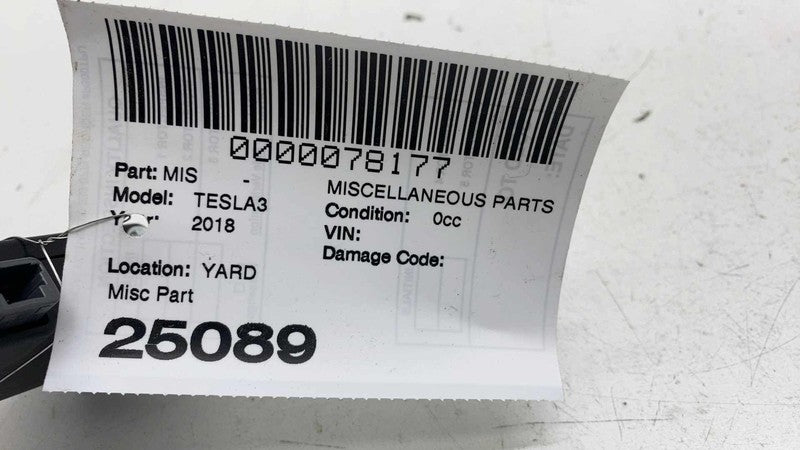 0000078177
Part: MIS - MISCELLANEOUS PARTS
Model: TESLA3 Condition: 0cc
2018 VIN:
Damage Code:
Location: YARD
Misc Part
25089